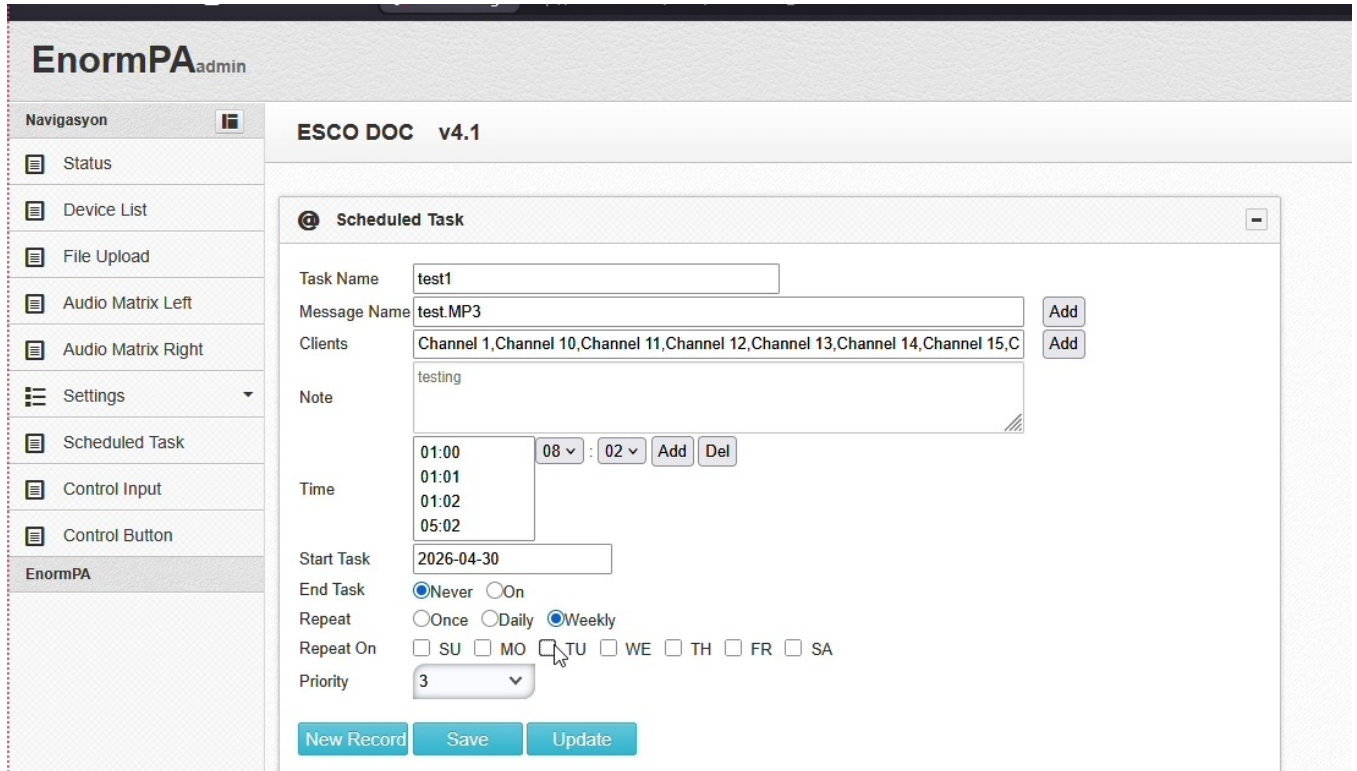 EnormPAadmin
Navigasyon
Status
Device List
File Upload
Audio Matrix Left
Audio Matrix Right
Settings
Scheduled Task
Control Input
Control Button
EnormPA
ESCO DOC v4.1
@ Scheduled Task
Task Name test1
Message Name test.MP3 Add
Clients Channel 1,Channel 10,Channel 11,Channel 12,Channel 13,Channel 14,Channel 15,C Add
Note testing
Time
01:00
01:01
01:02
05:02
08 : 02 Add Del
Start Task 2026-04-30
End Task Never On
Repeat Once Daily Weekly
Repeat On SU MO TU WE TH FR SA
Priority 3
New Record Save Update